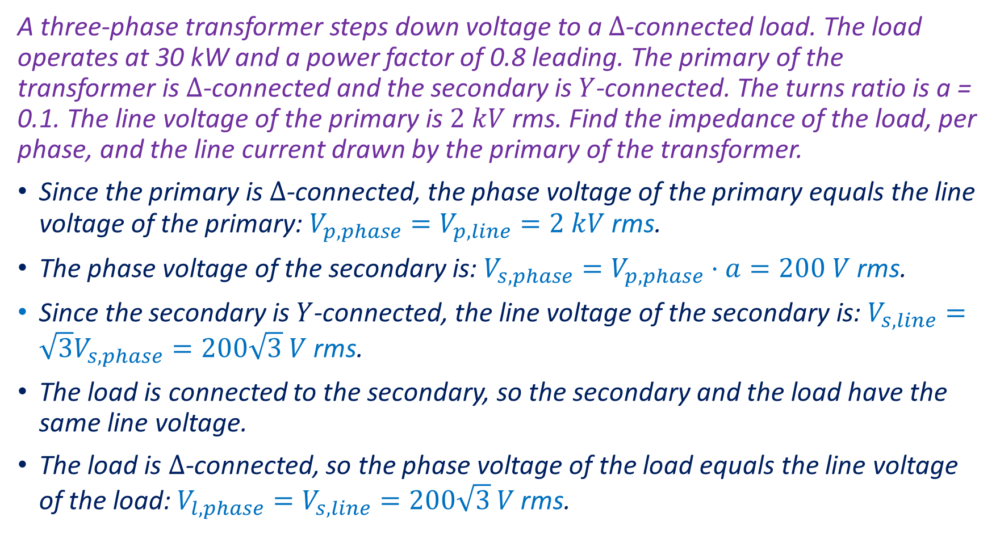 A three-phase transformer steps down voltage to a Δ-connected load. The load
operates at 30 kW and a power factor of 0.8 leading. The primary of the
transformer is Δ-connected and the secondary is Y-connected. The turns ratio is a =
0.1. The line voltage of the primary is 2 kV rms. Find the impedance of the load, per
phase, and the line current drawn by the primary of the transformer.
• Since the primary is Δ-connected, the phase voltage of the primary equals the line
voltage of the primary: V_{p,phase} = V_{p,line} = 2 kV rms.
• The phase voltage of the secondary is: V_{s,phase} = V_{p,phase} · a = 200 V rms.
• Since the secondary is Y-connected, the line voltage of the secondary is: V_{s,line} =
√3V_{s,phase} = 200√3 V rms.
• The load is connected to the secondary, so the secondary and the load have the
same line voltage.
• The load is Δ-connected, so the phase voltage of the load equals the line voltage
of the load: V_{l,phase} = V_{s,line} = 200√3 V rms.